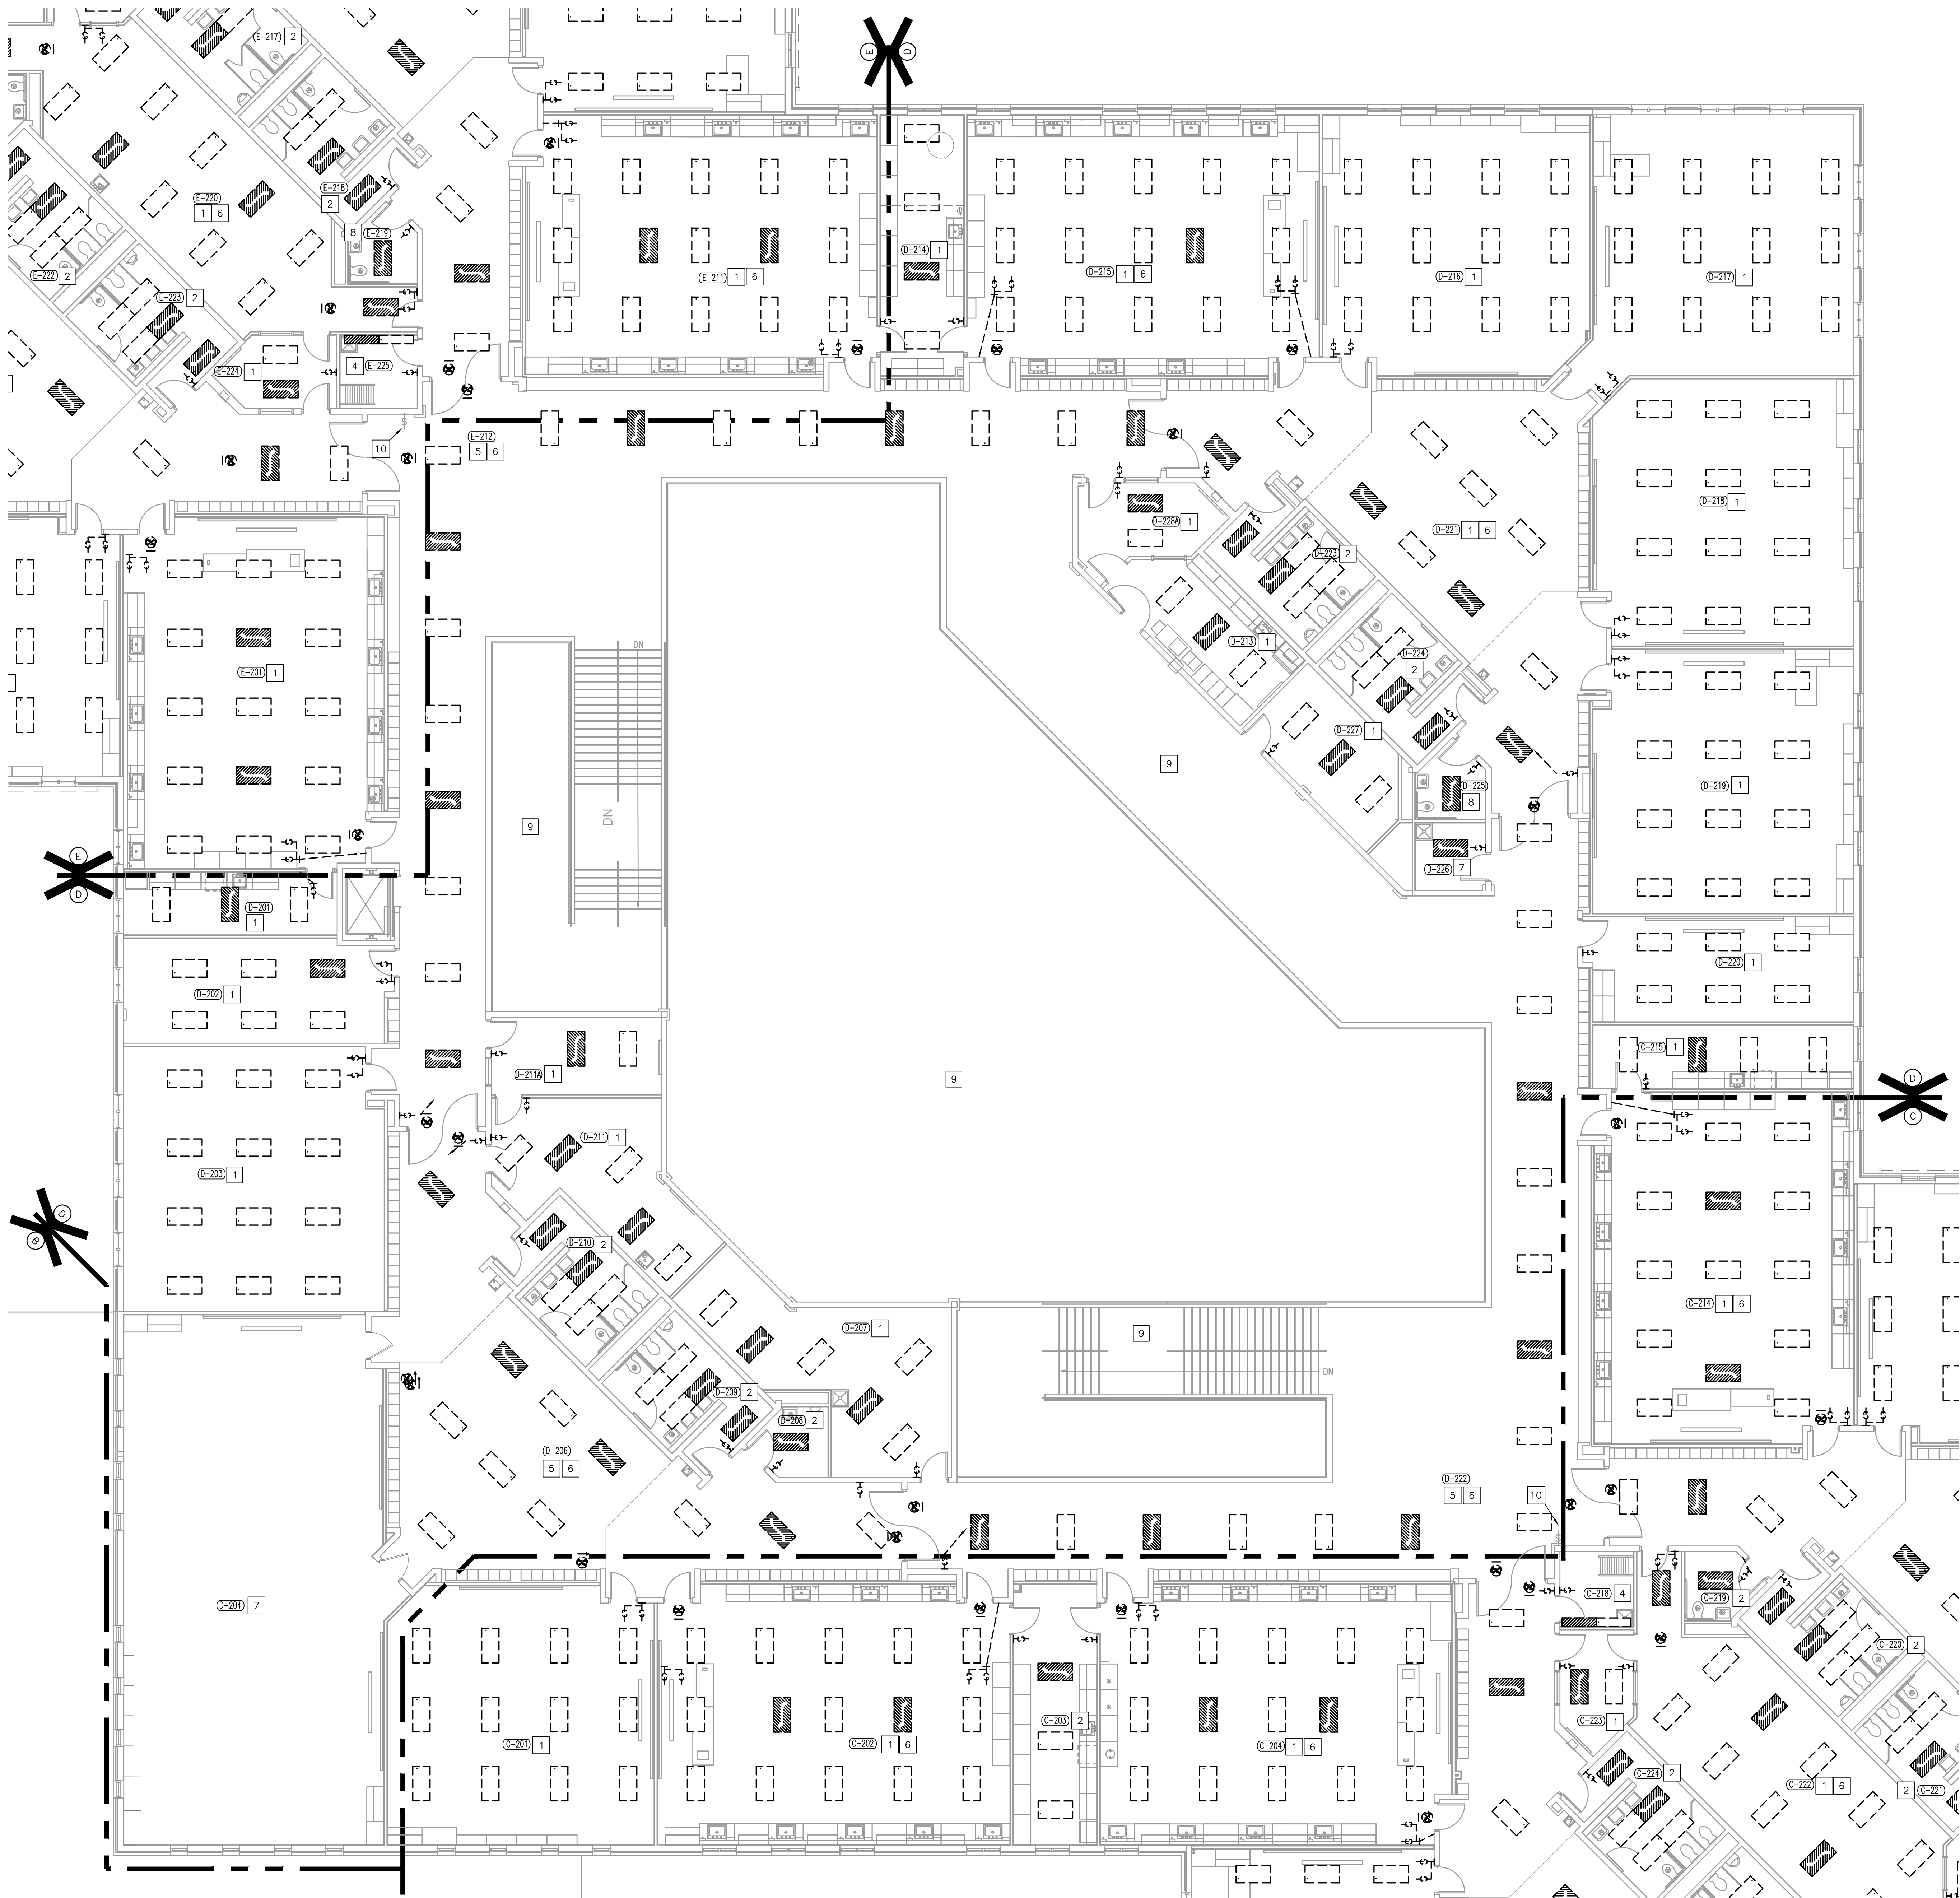 E-217 2
E D
E-218
2
E-220
1 6
8 E-219
E-222 2
E-223 2
E-211 1 6
D-214 1
D-215 1 6
D-216 1
D-217 1
E-224 1
4 E-225
10
E-212
5 6
D-218 1
D-228A 1
D-221 1 6
D-223 2
D-213 1
D-224
2
DN
E-201 1
D-227 1
9
D-219 1
D-225
8
DN
9
E
D
D-226 7
D-201
1
D-202 1
D-220 1
C-215 1
D-211A 1
9
D
C
D-211 1
D-203 1
D
B
D-210 2
C-214 1 6
D-207 1
9
DN
D-209 2
D-208 2
D-206
5 6
D-222
5 6
10
D-204 7
C-218 4
C-219 2
C-220 2
C-201 1
C-202 1 6
C-203 2
C-204 1 6
C-223 1
C-224 2
C-222 1 6
2 C-221